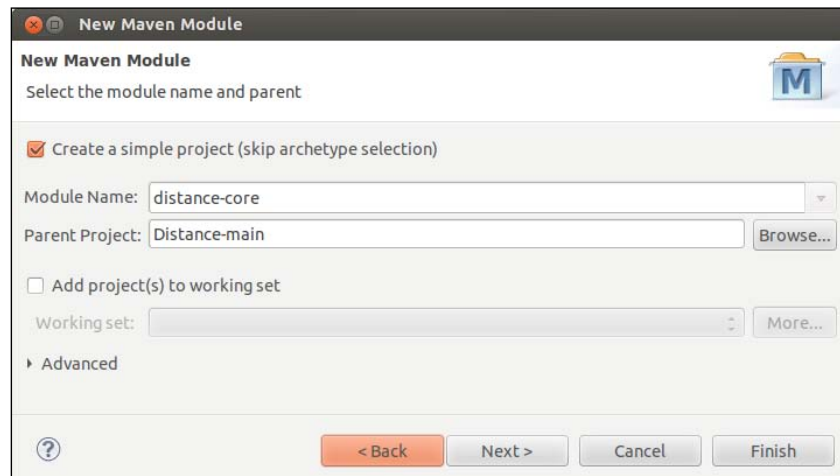 New Maven Module
New Maven Module
Select the module name and parent
M
Create a simple project (skip archetype selection)
Module Name: distance-core
Parent Project: Distance-main Browse...
Add project(s) to working set
Working set: More...
Advanced
? < Back Next > Cancel Finish